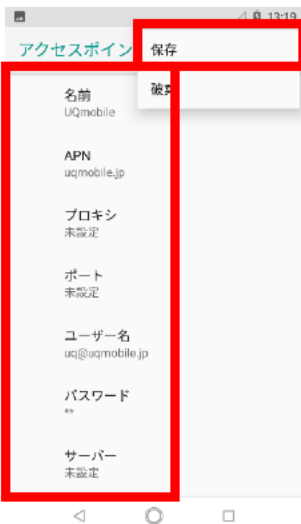 13:19
アクセスポイン
保存
名前
UQmobile
APN
uqmobile.jp
プロキシ
未設定
ポート
未設定
ユーザー名
uq@uqmobile.jp
パスワード
**
サーバー
未設定